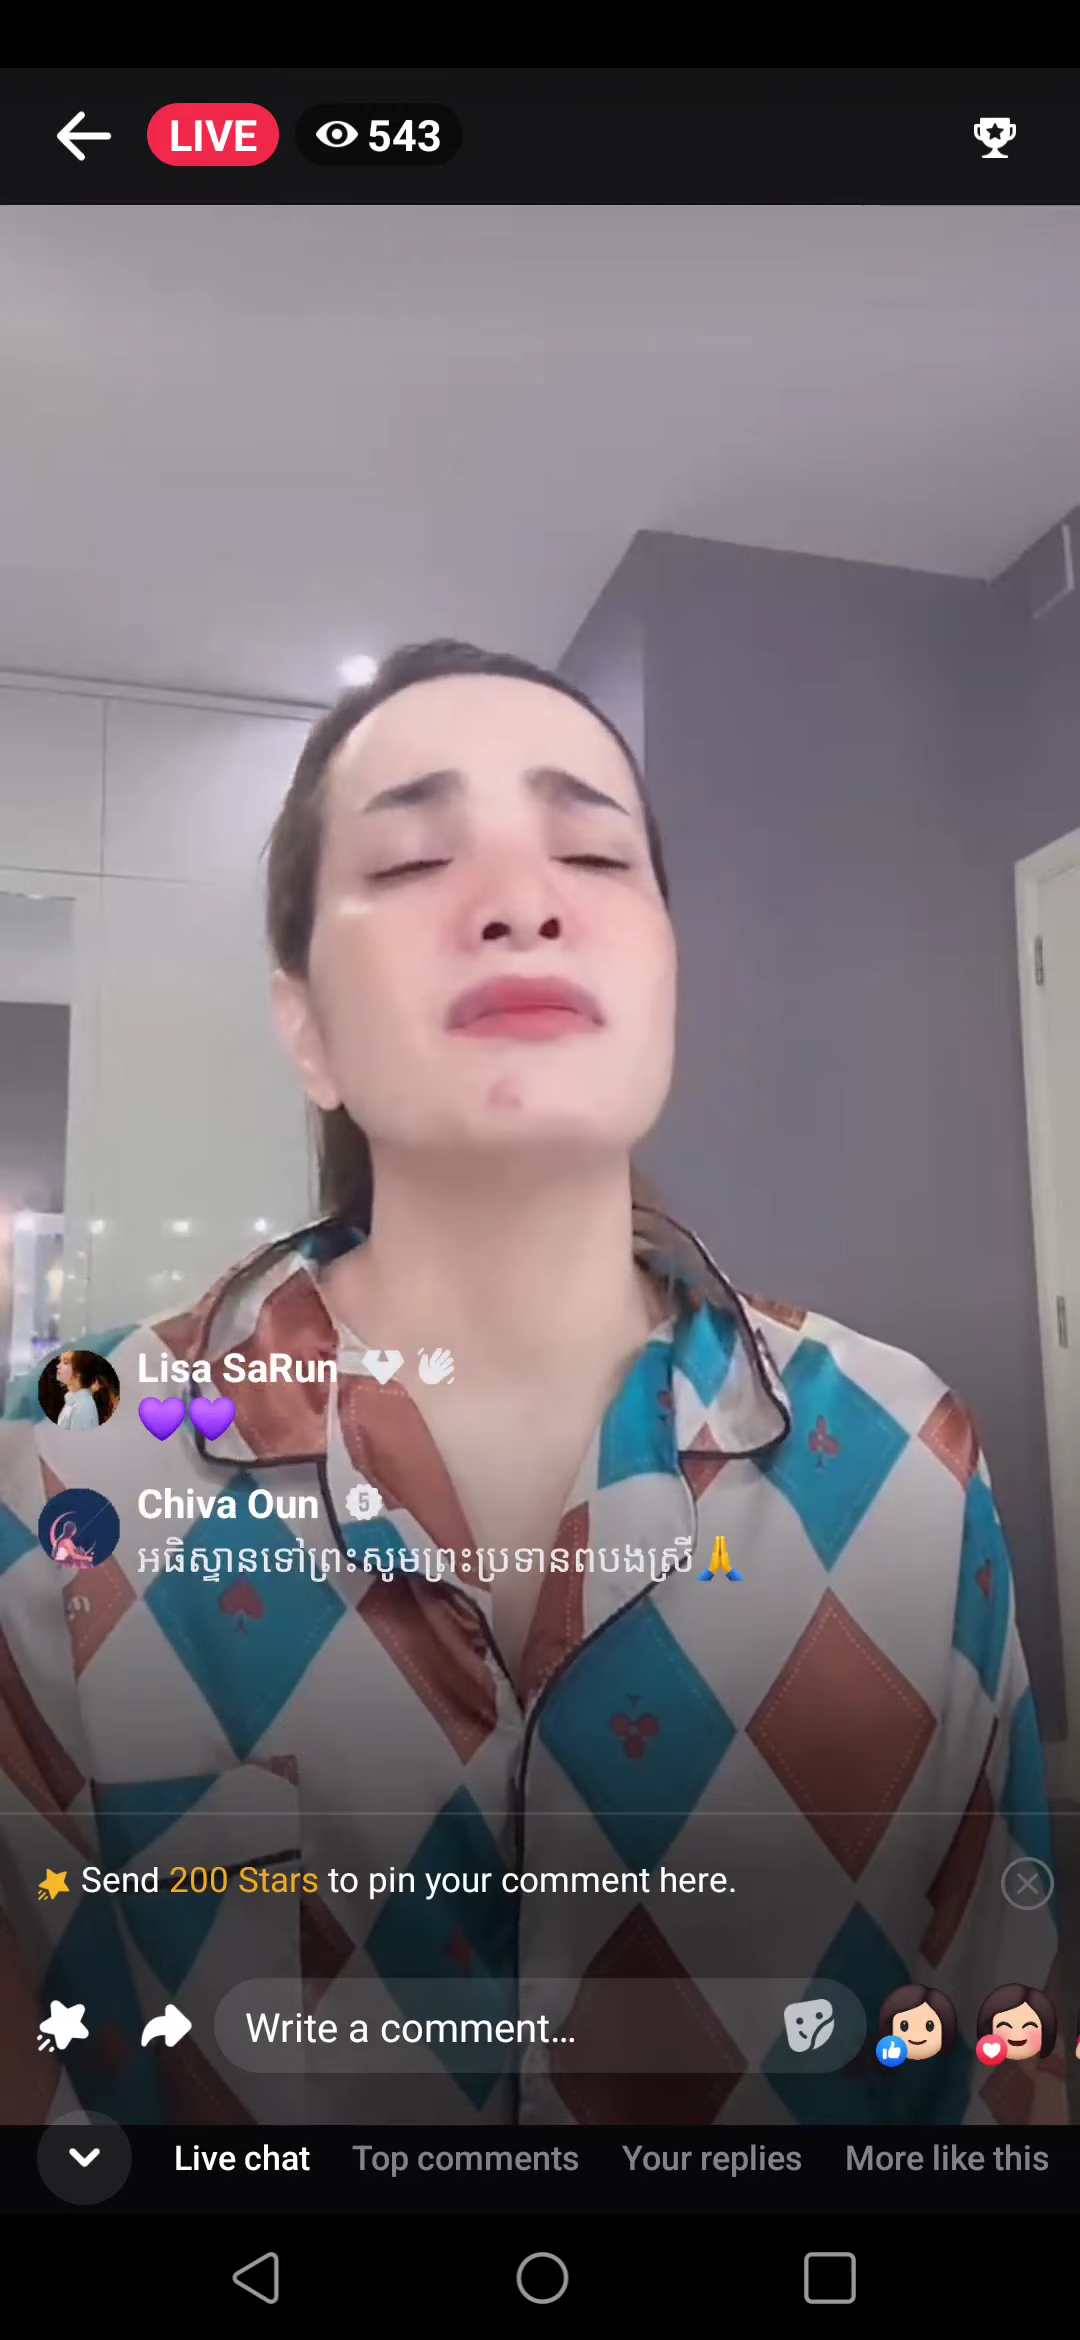 LIVE 543
Lisa SaRun
💜💜
Chiva Oun 5
អធិស្ឋានទៅព្រះសូមព្រះប្រទានពបងស្រី🙏
Send 200 Stars to pin your comment here.
Write a comment...
Live chat Top comments Your replies More like this